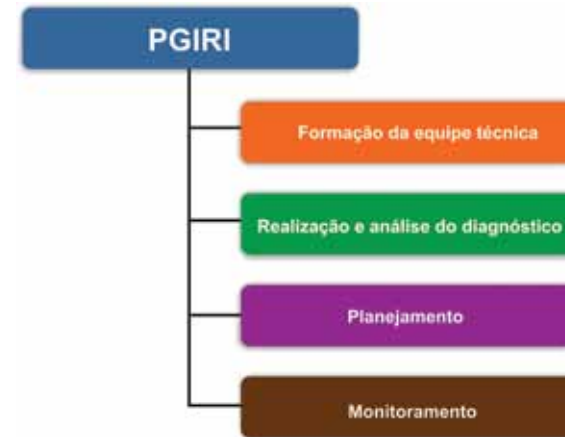 PGIRI
Formação da equipe técnica
Realização e análise do diagnóstico
Planejamento
Monitoramento